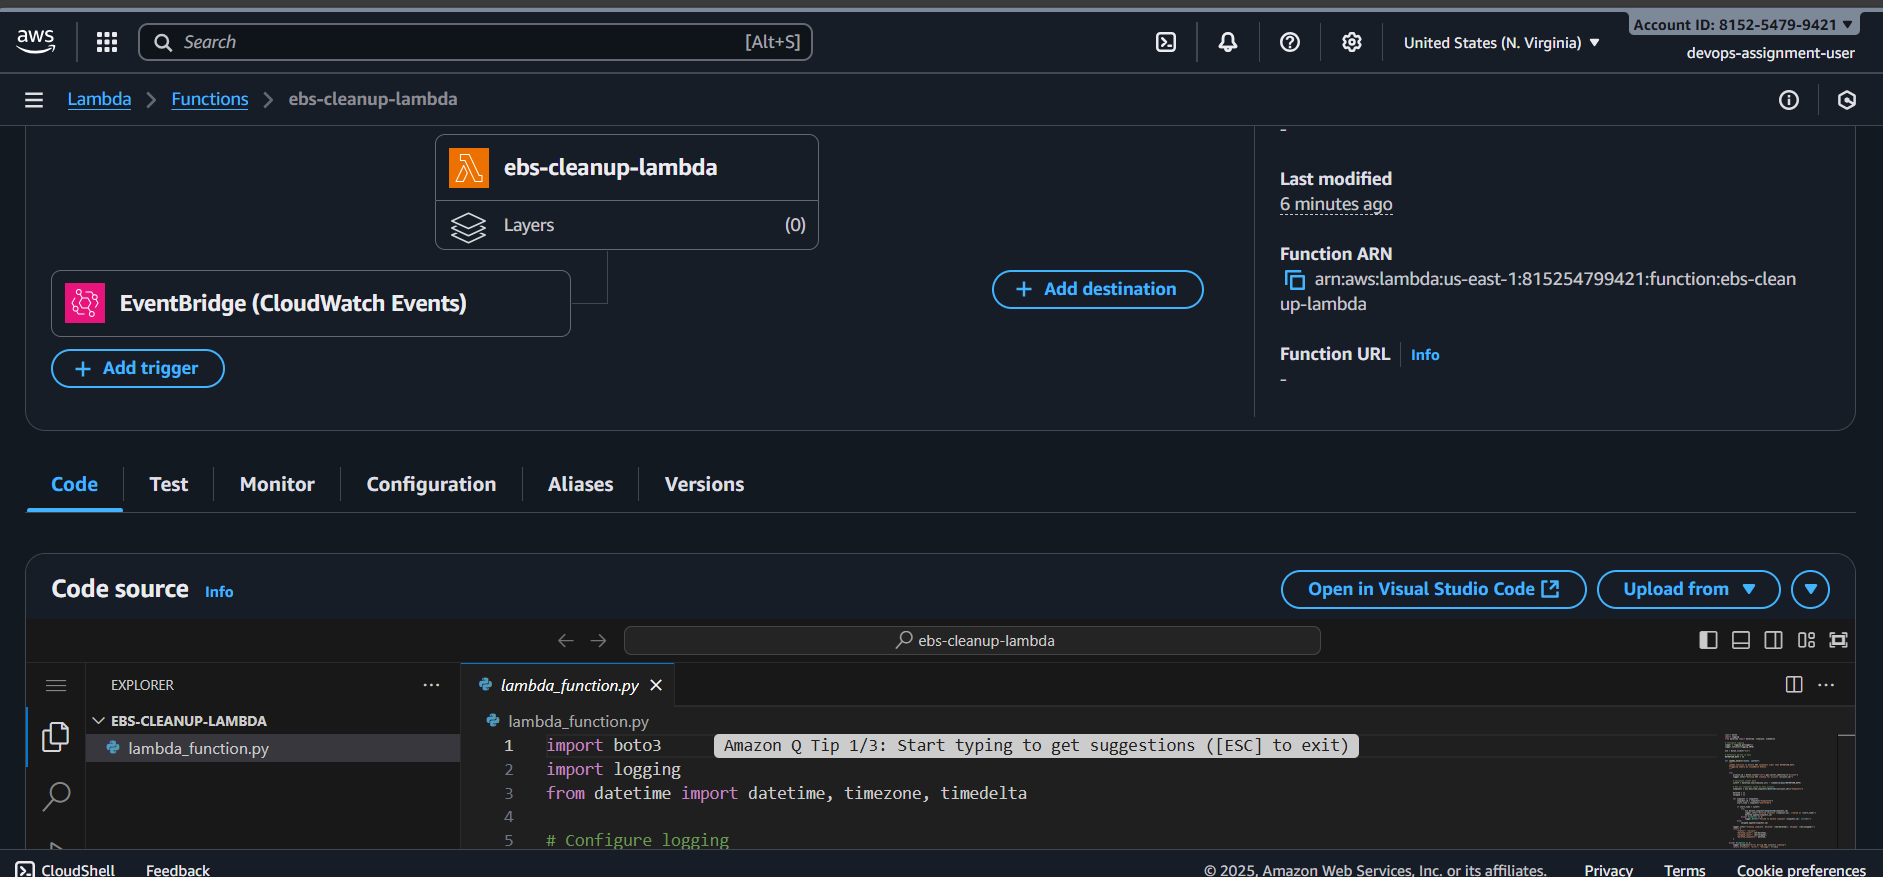 aws
Search
[Alt+S]
United States (N. Virginia)
Account ID: 8152-5479-9421
devops-assignment-user
Lambda
Functions
ebs-cleanup-lambda
ebs-cleanup-lambda
Layers
(0)
EventBridge (CloudWatch Events)
+ Add trigger
+ Add destination
-
Last modified
6 minutes ago
Function ARN
arn:aws:lambda:us-east-1:815254799421:function:ebs-clean
up-lambda
Function URL
Info
-
Code
Test
Monitor
Configuration
Aliases
Versions
Code source
Info
Open in Visual Studio Code
Upload from
ebs-cleanup-lambda
EXPLORER
EBS-CLEANUP-LAMBDA
lambda_function.py
lambda_function.py
lambda_function.py
1 import boto3
Amazon Q Tip 1/3: Start typing to get suggestions ([ESC] to exit)
2 import logging
3 from datetime import datetime, timezone, timedelta
4
5 # Configure logging
CloudShell
Feedback
© 2025, Amazon Web Services, Inc. or its affiliates.
Privacy
Terms
Cookie preferences